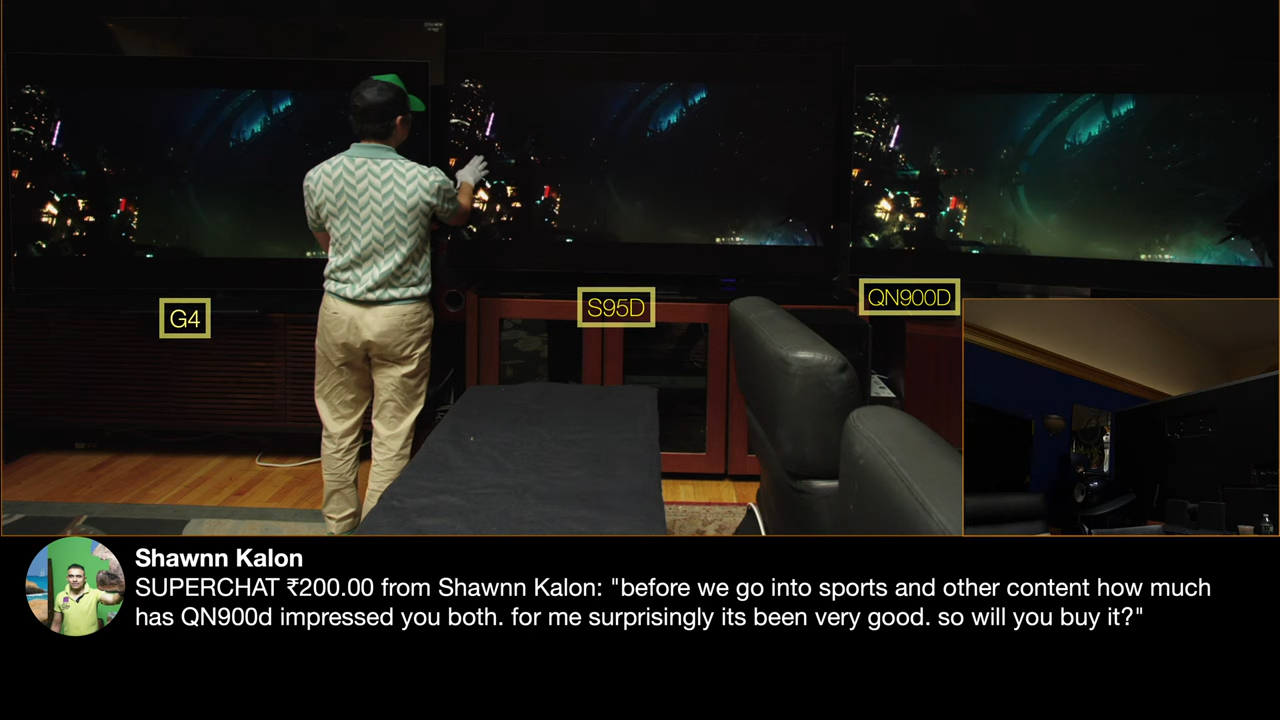 G4
S95D
QN900D
Shawnn Kalon
SUPERCHAT ₹200.00 from Shawnn Kalon: "before we go into sports and other content how much
has QN900d impressed you both. for me surprisingly its been very good. so will you buy it?"